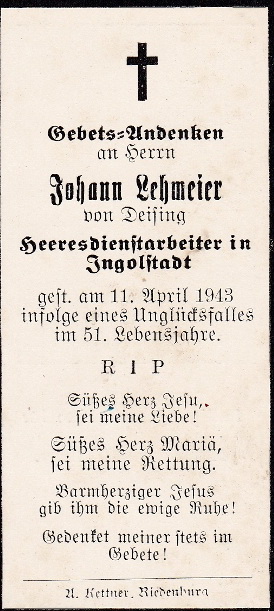 Gebets=Andenken
an Herrn
Johann Lehmeier
von Deising
Heeresdienstarbeiter in
Ingolstadt
gest. am 11. April 1943
infolge eines Unglücksfalles
im 51. Lebensjahre.
R I P
Süßes Herz Jesu,
sei meine Liebe!
Süßes Herz Mariä,
sei meine Rettung.
Barmherziger Jesus
gib ihm die ewige Ruhe!
Gedenket meiner stets im
Gebete!
A. Kettner, Riedenburg